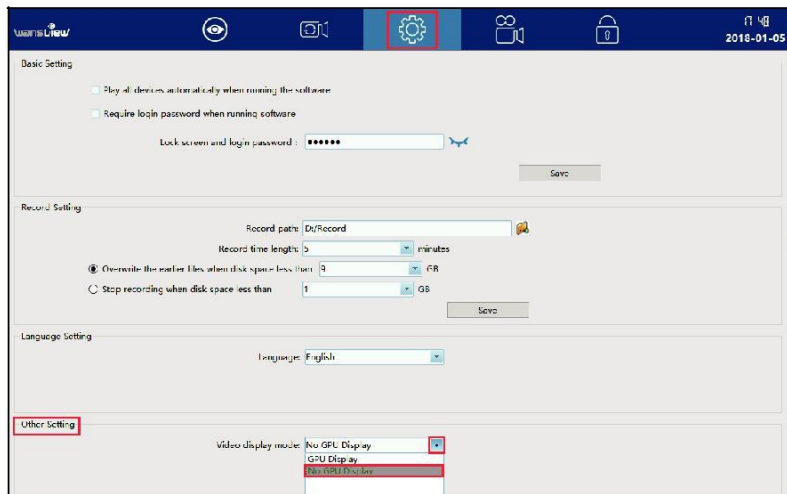 wansview
17 48
2018-01-05
Basic Setting
Play all devices automatically when running the software
Require login password when running software
Lock screen and login password : ●●●●●●
Save
Record Setting
Record path: D:/Record
Record time length: 5 minutes
Overwrite the earlier files when disk space less than 9 GB
Stop recording when disk space less than 1 GB
Save
Language Setting
Language: English
Other Setting
Video display mode: No GPU Display
GPU Display
No GPU Display